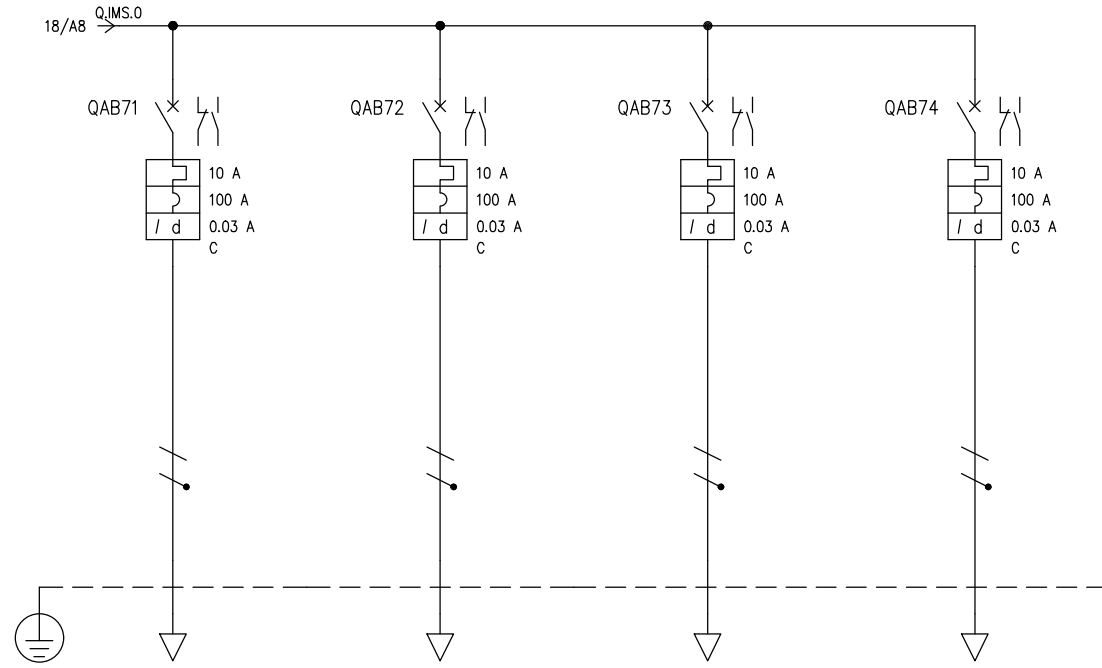 Q.IMS.0
18/A8
QAB71
QAB72
QAB73
QAB74
10 A
100 A
I d
0.03 A
C
10 A
100 A
I d
0.03 A
C
10 A
100 A
I d
0.03 A
C
10 A
100 A
I d
0.03 A
C